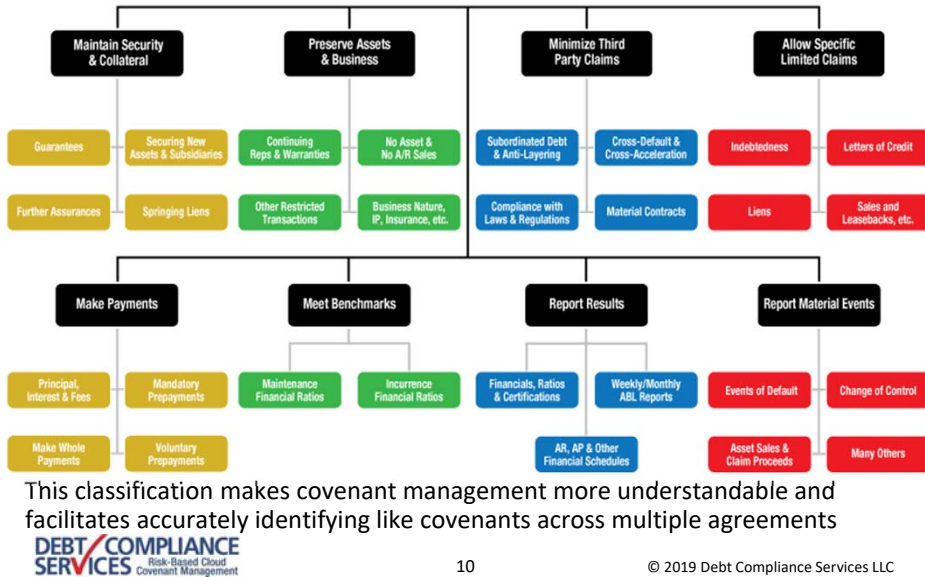 Maintain Security
& Collateral
Preserve Assets
& Business
Minimize Third
Party Claims
Allow Specific
Limited Claims
Guarantees
Securing New
Assets & Subsidiaries
Continuing
Reps & Warranties
No Asset &
No A/R Sales
Subordinated Debt
& Anti-Layering
Cross-Default &
Cross-Acceleration
Indebtedness
Letters of Credit
Further Assurances
Springing Liens
Other Restricted
Transactions
Business Nature,
IP, Insurance, etc.
Compliance with
Laws & Regulations
Material Contracts
Liens
Sales and
Leasebacks, etc.
Make Payments
Meet Benchmarks
Report Results
Report Material Events
Principal,
Interest & Fees
Mandatory
Prepayments
Maintenance
Financial Ratios
Incurrence
Financial Ratios
Financials, Ratios
& Certifications
Weekly/Monthly
ABL Reports
Events of Default
Change of Control
Make Whole
Payments
Voluntary
Prepayments
AR, AP & Other
Financial Schedules
Asset Sales &
Claim Proceeds
Many Others
This classification makes covenant management more understandable and
facilitates accurately identifying like covenants across multiple agreements
DEBT COMPLIANCE
SERVICES Risk-Based Cloud
Covenant Management
10
© 2019 Debt Compliance Services LLC